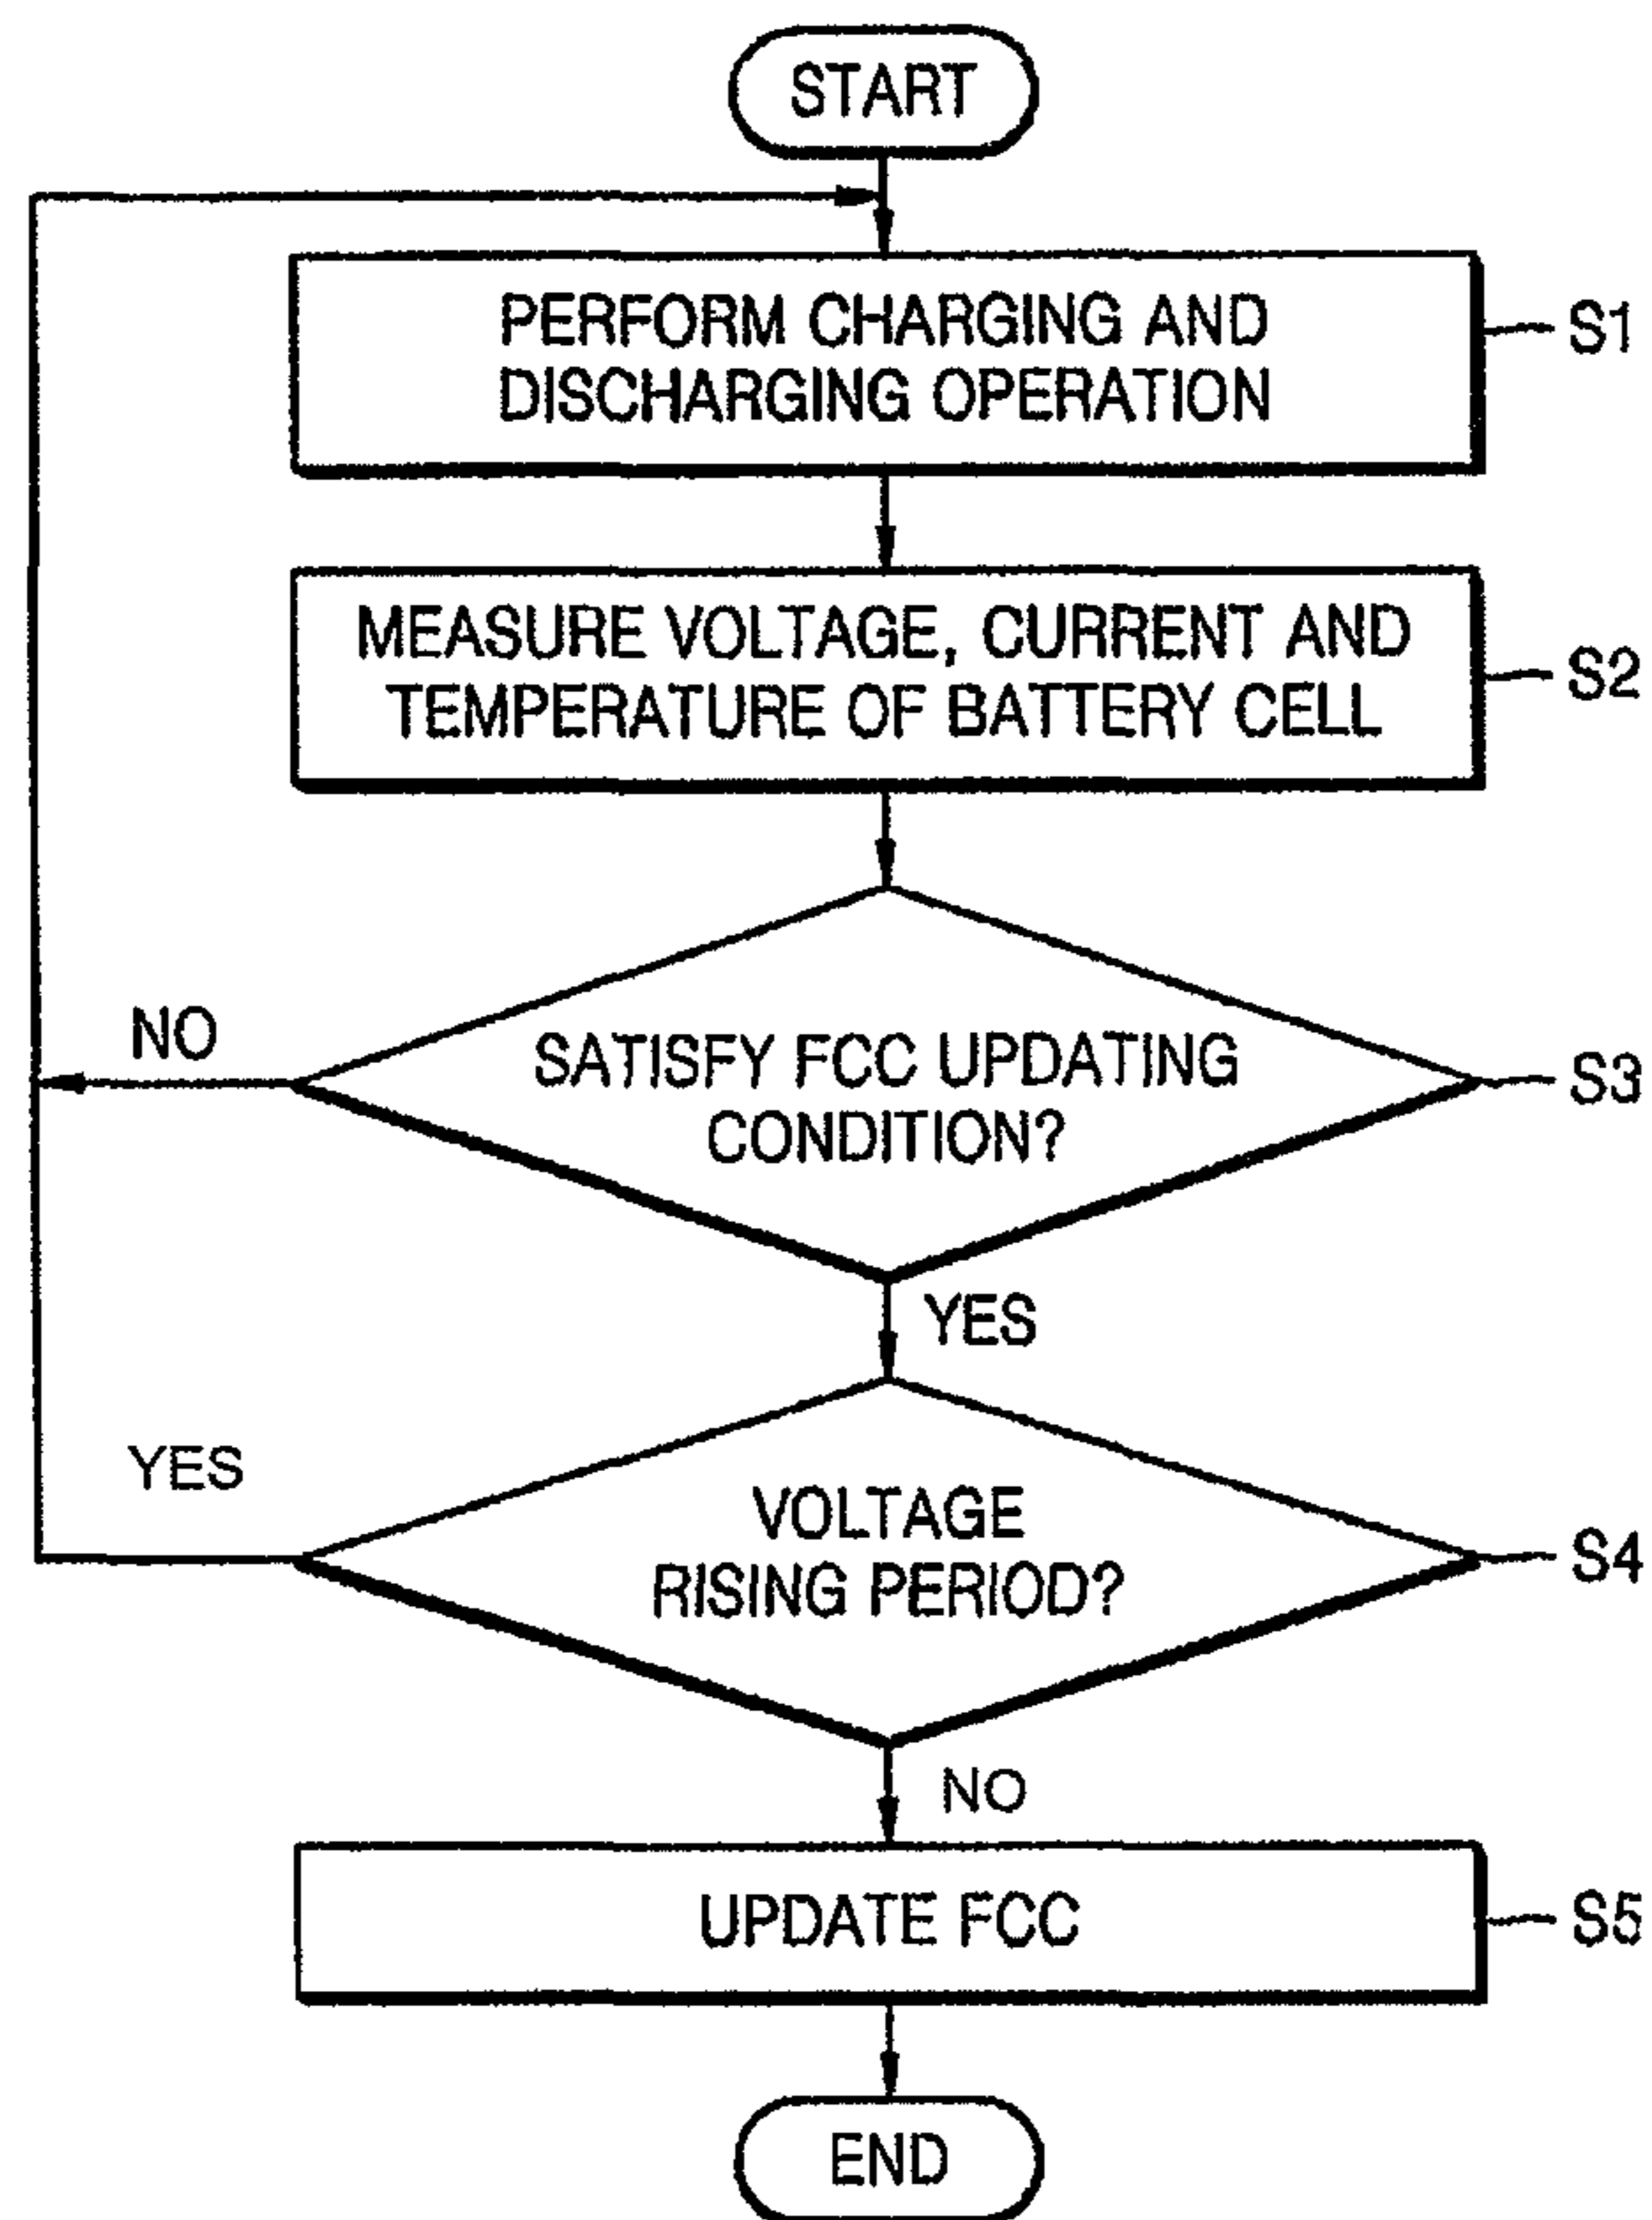 START
PERFORM CHARGING AND
DISCHARGING OPERATION
S1
MEASURE VOLTAGE, CURRENT AND
TEMPERATURE OF BATTERY CELL
S2
NO
SATISFY FCC UPDATING
CONDITION?
S3
YES
YES
VOLTAGE
RISING PERIOD?
S4
NO
UPDATE FCC
S5
END